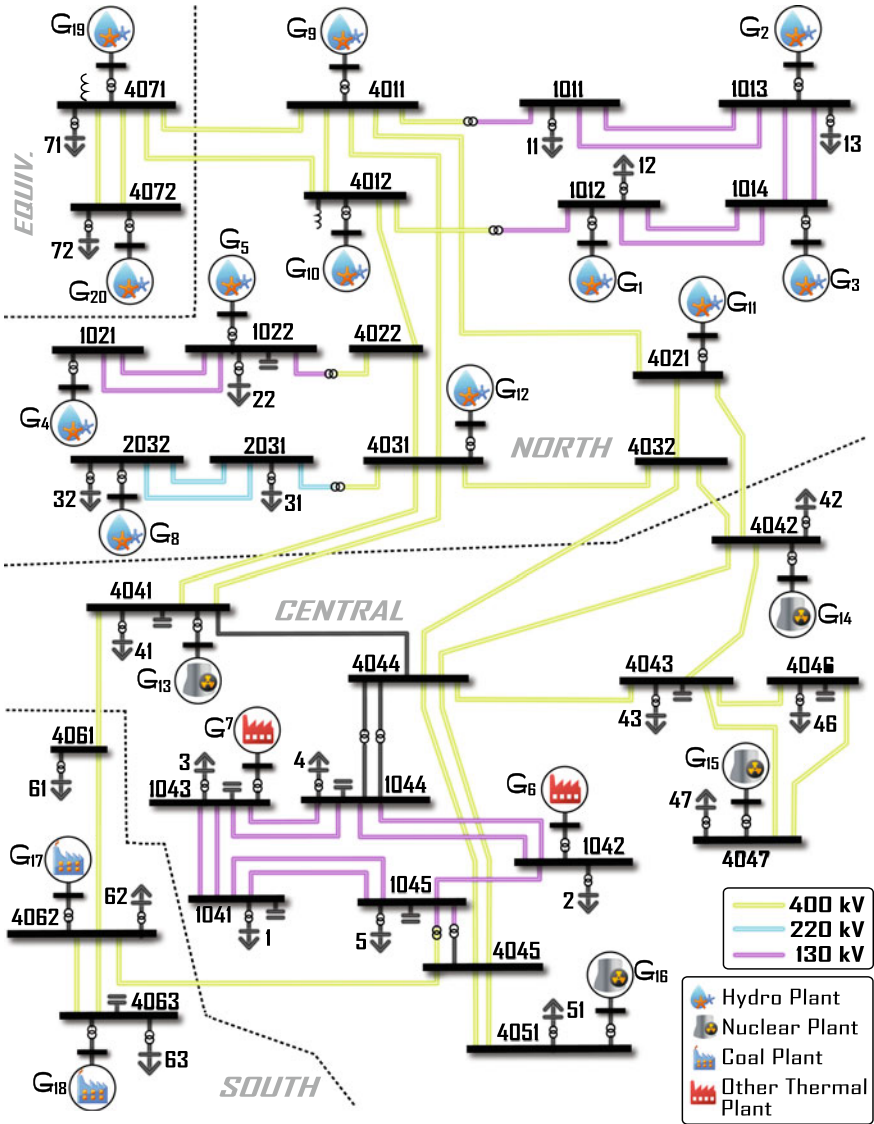 G19
G9
G2
4071
4011
1011
1013
71
11
12
13
EQUIV.
4072
4012
1012
1014
72
G5
G20
G10
G1
G3
G11
1021
1022
4022
4021
G4
22
G12
2032
2031
4031
NORTH
4032
32
31
42
G8
4042
4041
CENTRAL
G14
41
4044
4043
4046
G13
G7
43
46
4061
3
4
G15
61
1043
1044
G6
47
G17
1042
4047
62
1041
1045
2
4062
1
5
400 kV
4045
220 kV
G16
130 kV
4063
51
Hydro Plant
4051
Nuclear Plant
63
Coal Plant
G18
SOUTH
Other Thermal
Plant